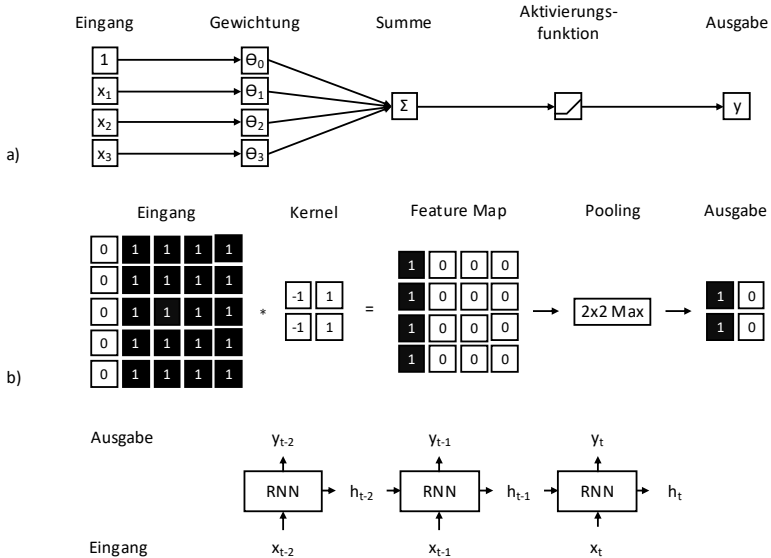 Eingang Gewichtung Summe Aktivierungs-funktion Ausgabe
1 Θ₀
x₁ Θ₁
Σ y
x₂ Θ₂
x₃ Θ₃
a)
Eingang Kernel Feature Map Pooling Ausgabe
0 1 1 1 1
1 0 0 0
0 1 1 1 1
-1 1 1 0 0 0 1 0
0 1 1 1 1 * = 2x2 Max
-1 1 1 0 0 0 1 0
0 1 1 1 1
1 0 0 0
0 1 1 1 1
b)
Ausgabe yₜ₋₂ yₜ₋₁ yₜ
RNN hₜ₋₂ RNN hₜ₋₁ RNN hₜ
Eingang xₜ₋₂ xₜ₋₁ xₜ